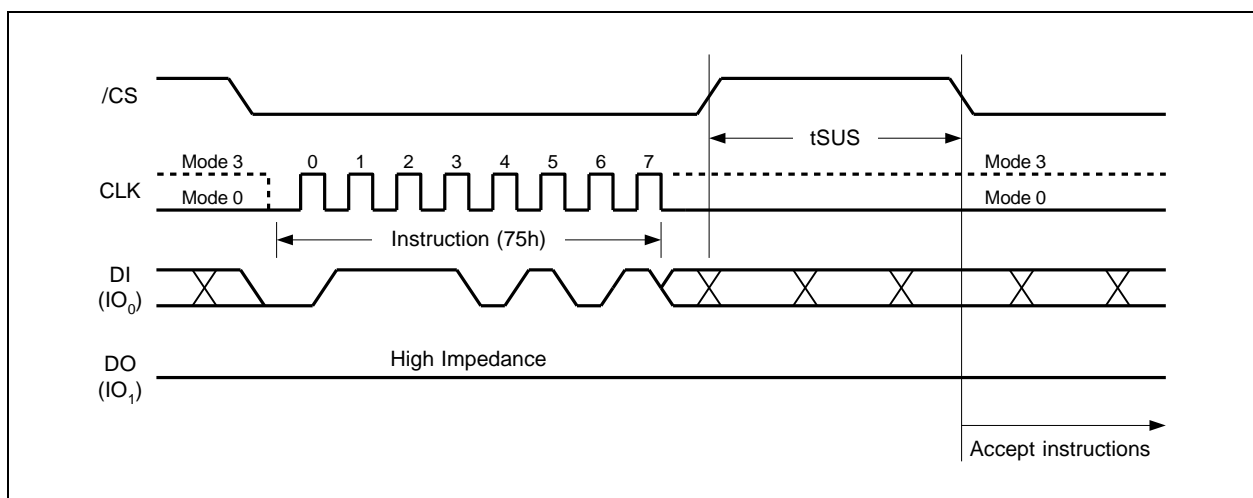 /CS
tSUS
Mode 3
0 1 2 3 4 5 6 7
Mode 3
CLK
Mode 0
Mode 0
Instruction (75h)
DI
(IO0)
High Impedance
DO
(IO1)
Accept instructions